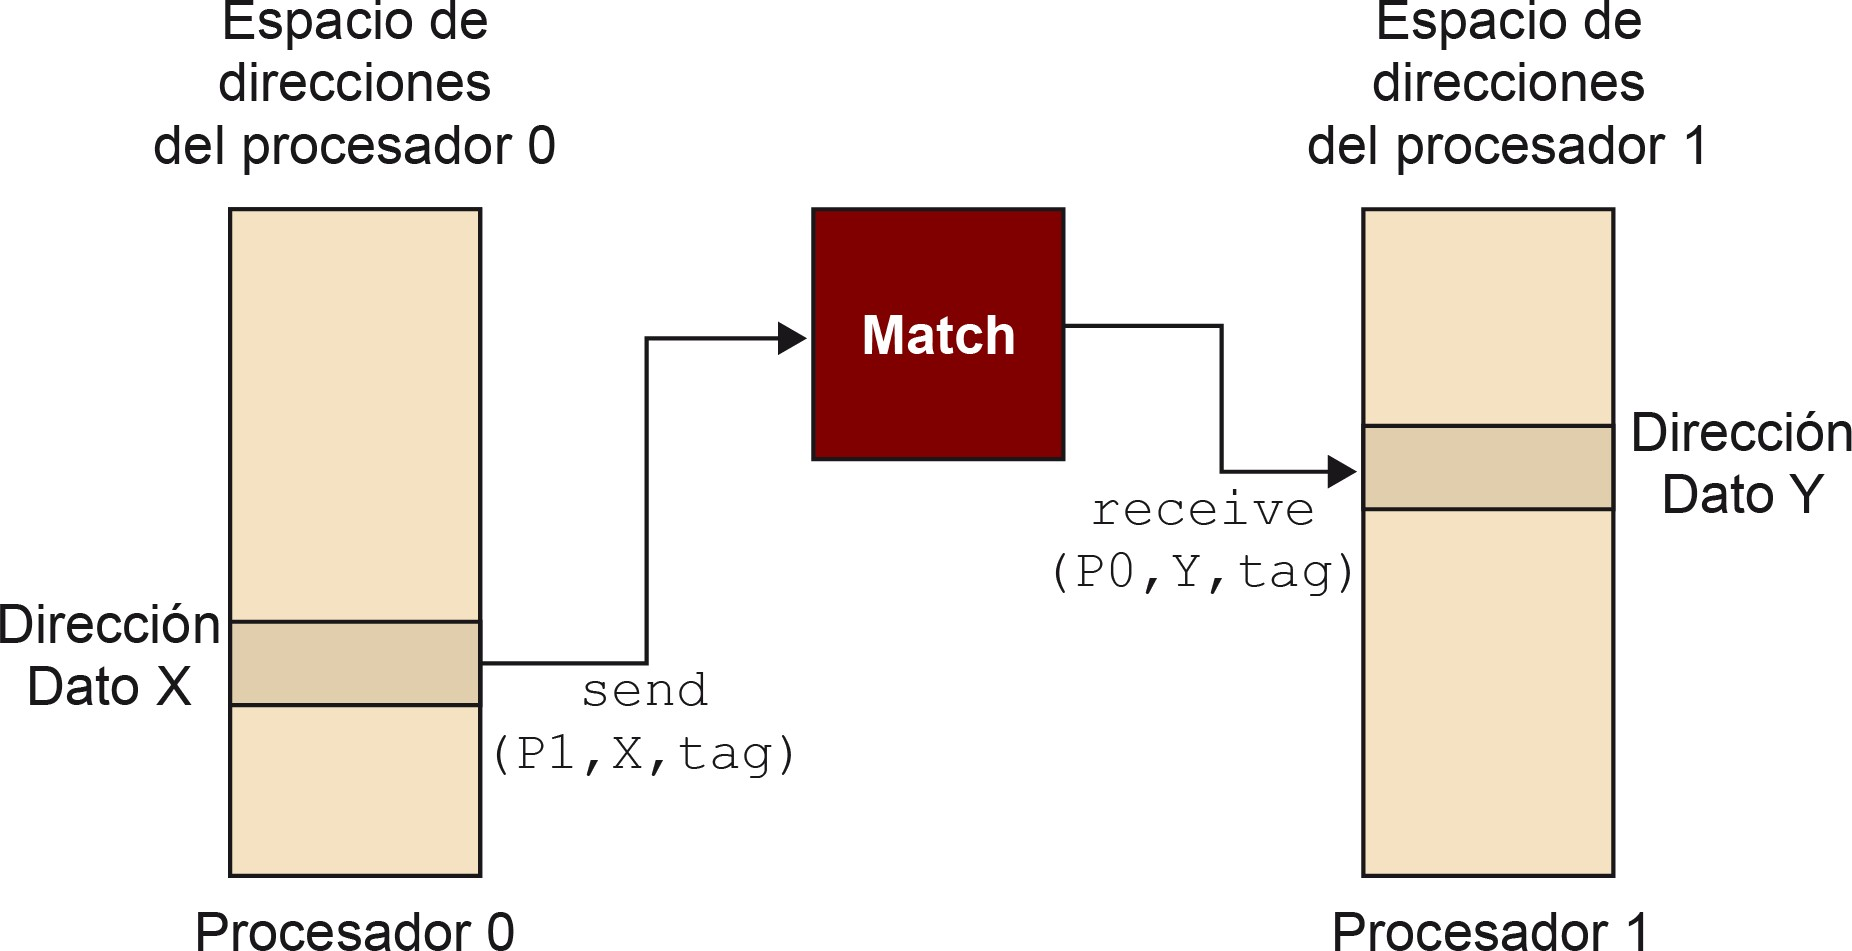 Espacio de
direcciones
del procesador 0
Espacio de
direcciones
del procesador 1
Match
Dirección
Dato Y
receive
(P0,Y,tag)
Dirección
Dato X
send
(P1,X,tag)
Procesador 0
Procesador 1